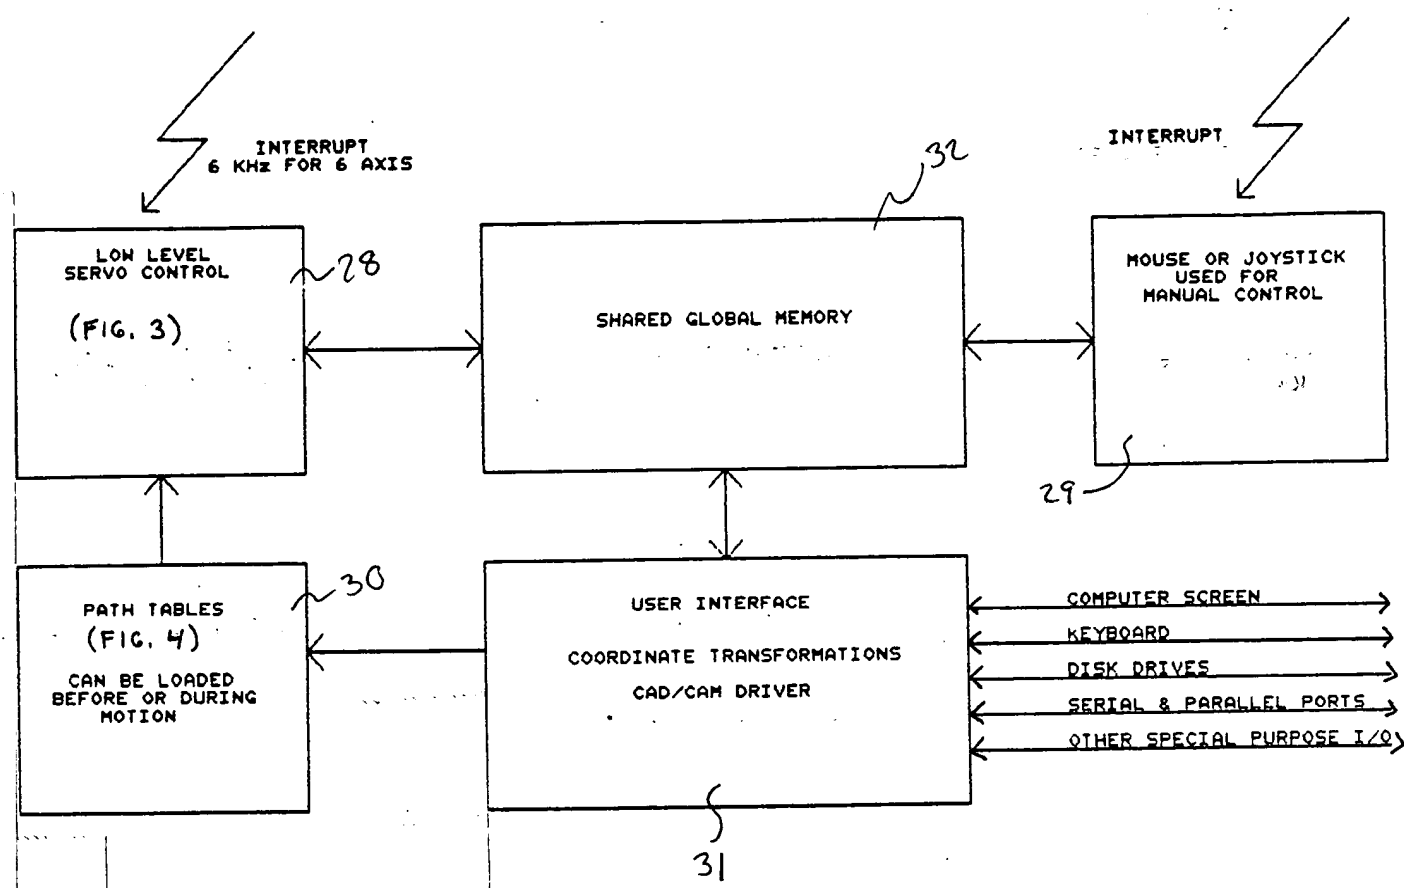 INTERRUPT
6 KHz FOR 6 AXIS
INTERRUPT
32
LOW LEVEL
SERVO CONTROL
(FIG. 3)
28
SHARED GLOBAL MEMORY
MOUSE OR JOYSTICK
USED FOR
MANUAL CONTROL
29
PATH TABLES
(FIG. 4)
CAN BE LOADED
BEFORE OR DURING
MOTION
30
USER INTERFACE
COORDINATE TRANSFORMATIONS
CAD/CAM DRIVER
31
COMPUTER SCREEN
KEYBOARD
DISK DRIVES
SERIAL & PARALLEL PORTS
OTHER SPECIAL PURPOSE I/O